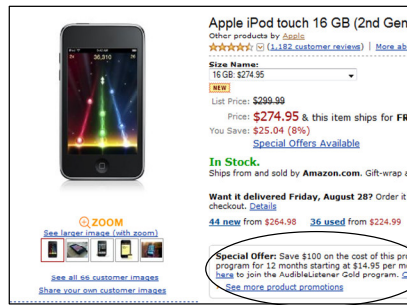 Apple iPod touch 16 GB (2nd Gen
Other products by Apple
(1,182 customer reviews) | More ab
Size Name:
16 GB: $274.95
NEW
List Price: $299.99
Price: $274.95 & this item ships for FR
You Save: $25.04 (8%)
Special Offers Available
In Stock.
Ships from and sold by Amazon.com. Gift-wrap a
Want it delivered Friday, August 28? Order it
checkout. Details
44 new from $264.98 36 used from $224.99
ZOOM
See larger image (with zoom)
See all 66 customer images
Share your own customer images
Special Offer: Save $100 on the cost of this pro
program for 12 months starting at $14.95 per m
here to join the AudibleListener Gold program.
See more product promotions